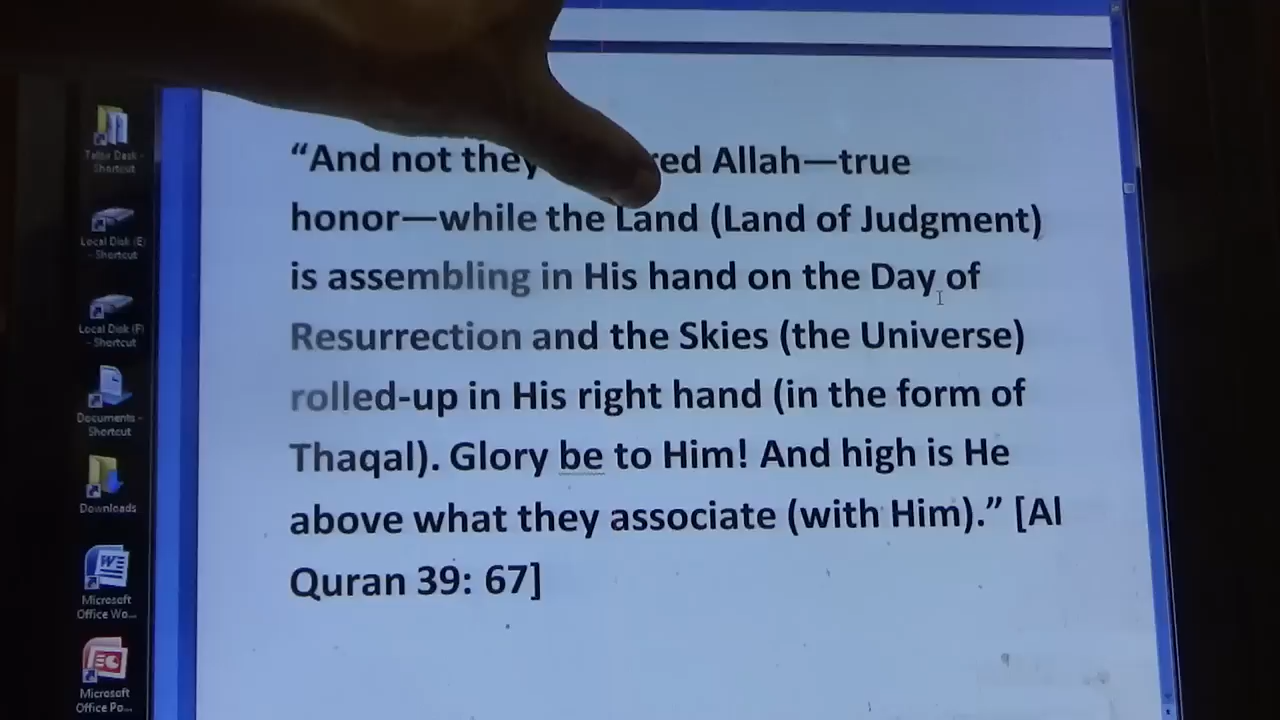 “And not they red Allah—true
honor—while the Land (Land of Judgment)
is assembling in His hand on the Day of
Resurrection and the Skies (the Universe)
rolled-up in His right hand (in the form of
Thaqal). Glory be to Him! And high is He
above what they associate (with Him).” [Al
Quran 39: 67]
Shortcut
Local Disk (E)
- Shortcut
Local Disk (F)
- Shortcut
Documents -
Shortcut
Downloads
Microsoft
Office Wo...
Microsoft
Office Po...